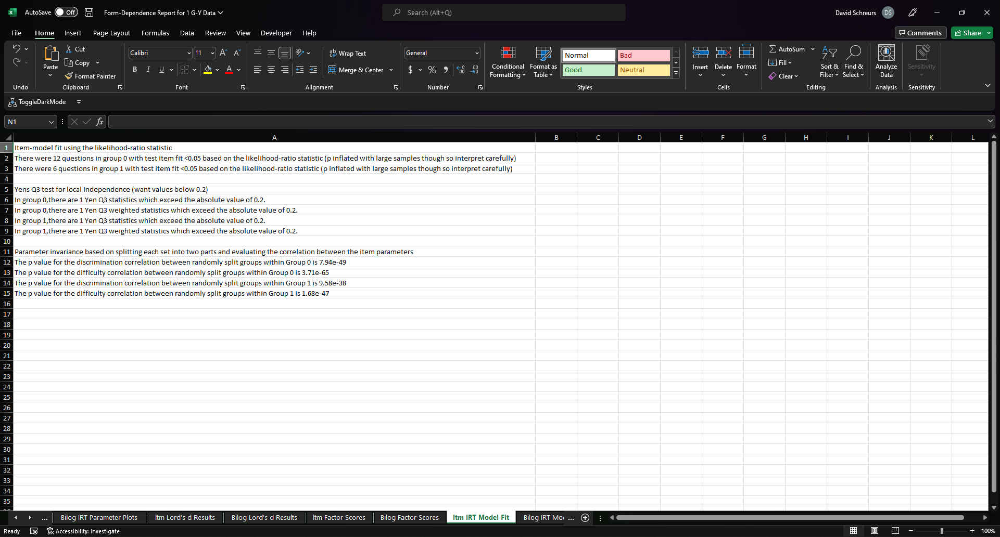 AutoSave Off Form-Dependence Report for 1 G-Y Data Search (Alt+Q) David Schreurs DS
File Home Insert Page Layout Formulas Data Review View Developer Help Comments Share
Undo
Paste Cut Copy Format Painter
Clipboard
Calibri 11
B I U A
Font
Wrap Text
Merge & Center
Alignment
General
$ % 9
Number
Conditional Formatting
Format as Table
Normal Bad
Good Neutral
Styles
Insert Delete Format
Cells
AutoSum
Fill
Clear
Sort & Filter
Find & Select
Editing
Analyze Data
Analysis
Sensitivity
Sensitivity
ToggleDarkMode
N1 fx
A B C D E F G H I J K L
1 Item-model fit using the likelihood-ratio statistic
2 There were 12 questions in group 0 with test item fit <0.05 based on the likelihood-ratio statistic (p inflated with large samples though so interpret carefully)
3 There were 6 questions in group 1 with test item fit <0.05 based on the likelihood-ratio statistic (p inflated with large samples though so interpret carefully)
4
5 Yens Q3 test for local independence (want values below 0.2)
6 In group 0,there are 1 Yen Q3 statistics which exceed the absolute value of 0.2.
7 In group 0,there are 1 Yen Q3 weighted statistics which exceed the absolute value of 0.2.
8 In group 1,there are 1 Yen Q3 statistics which exceed the absolute value of 0.2.
9 In group 1,there are 1 Yen Q3 weighted statistics which exceed the absolute value of 0.2.
10
11 Parameter invariance based on splitting each set into two parts and evaluating the correlation between the item parameters
12 The p value for the discrimination correlation between randomly split groups within Group 0 is 7.94e-49
13 The p value for the difficulty correlation between randomly split groups within Group 0 is 3.71e-65
14 The p value for the discrimination correlation between randomly split groups within Group 1 is 9.58e-38
15 The p value for the difficulty correlation between randomly split groups within Group 1 is 1.68e-47
16
17
18
19
20
21
22
23
24
25
26
27
28
29
30
31
32
33
34
35
... Bilog IRT Parameter Plots ltm Lord's d Results Bilog Lord's d Results ltm Factor Scores Bilog Factor Scores ltm IRT Model Fit Bilog IRT Mo ...
Ready Accessibility: Investigate 100%